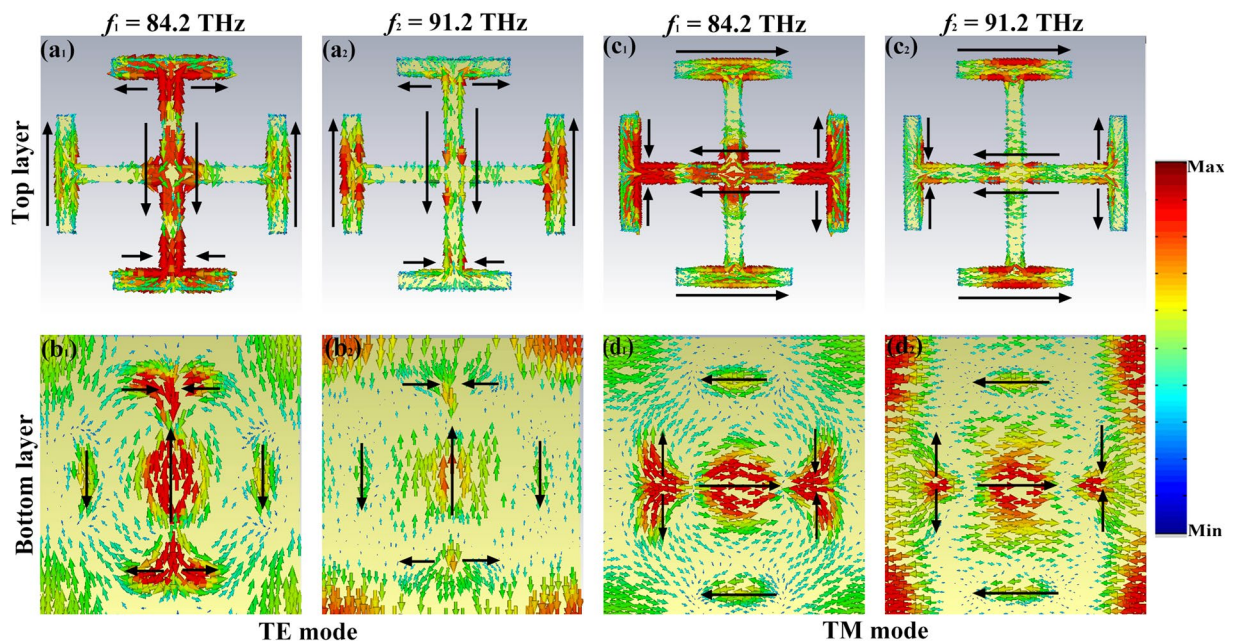 f₁ = 84.2 THz
f₂ = 91.2 THz
f₁ = 84.2 THz
f₂ = 91.2 THz
(a₁)
(a₂)
(c₁)
(c₂)
Top layer
Max
(b₁)
(b₂)
(d₁)
(d₂)
Bottom layer
Min
TE mode
TM mode